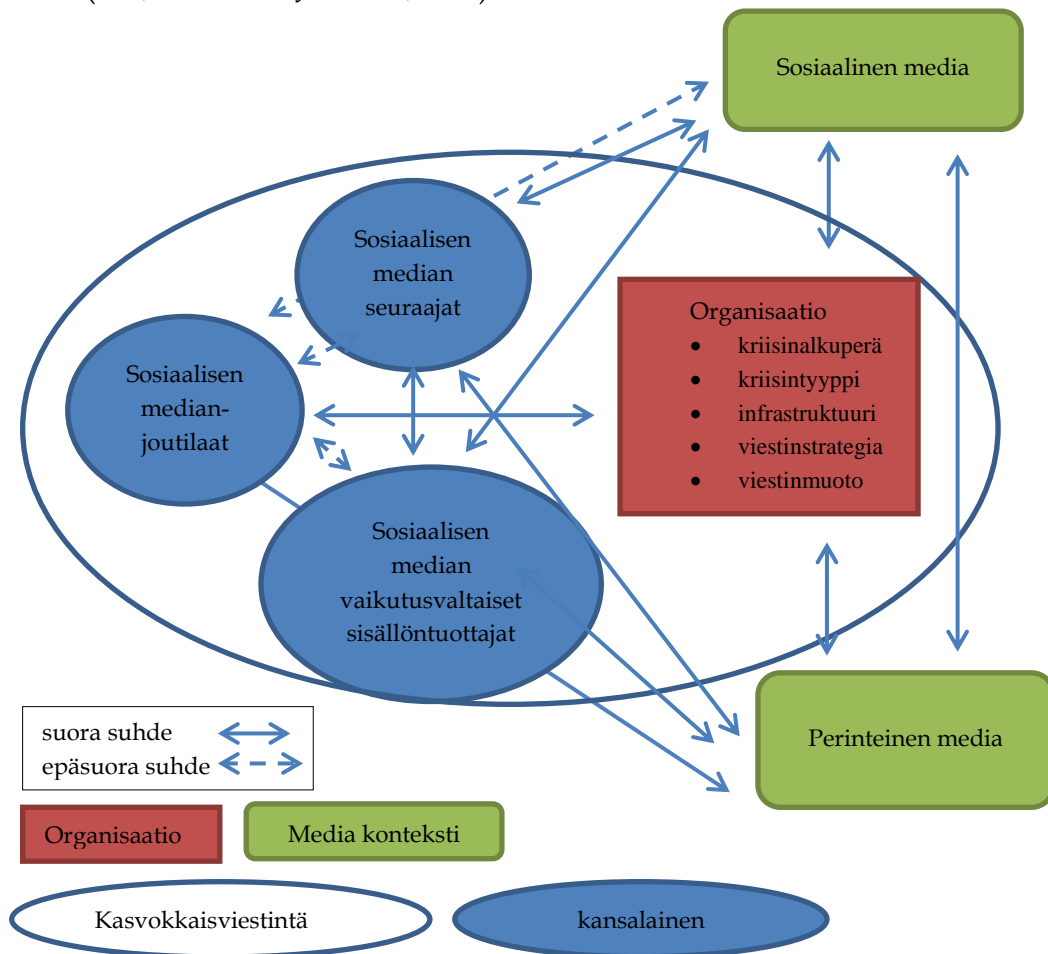 Sosiaalinen media
Sosiaalisen
median
seuraajat
Sosiaalisen
median-
joutilaat
Organisaatio
• kriisinalkuperä
• kriisintyyppi
• infrastruktuuri
• viestinstrategia
• viestinmuoto
Sosiaalisen
median
vaikutusvaltaiset
sisällöntuottajat
Perinteinen media
suora suhde
epäsuora suhde
Organisaatio
Media konteksti
Kasvokkaisviestintä
kansalainen